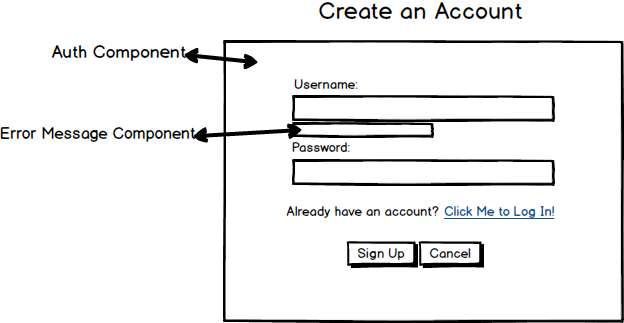 Create an Account
Auth Component
Username:
Error Message Component
Password:
Already have an account? Click Me to Log In!
Sign Up Cancel